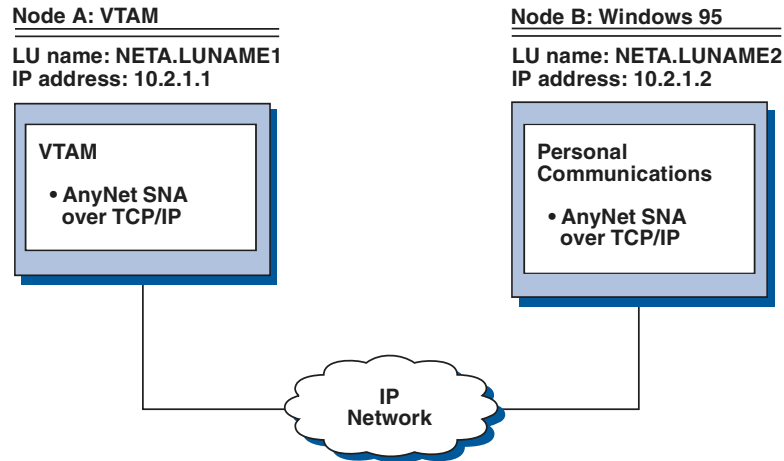 Node A: VTAM
LU name: NETA.LUNAME1
IP address: 10.2.1.1
VTAM
• AnyNet SNA
over TCP/IP
Node B: Windows 95
LU name: NETA.LUNAME2
IP address: 10.2.1.2
Personal
Communications
• AnyNet SNA
over TCP/IP
IP
Network